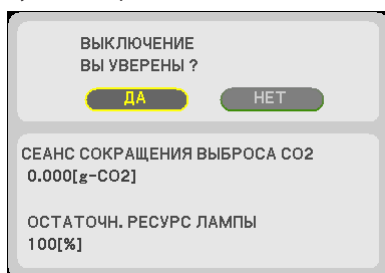 ВЫКЛЮЧЕНИЕ
ВЫ УВЕРЕНЫ ?
ДА НЕТ
СЕАНС СОКРАЩЕНИЯ ВЫБРОСА CO2
0.000[g-CO2]
ОСТАТОЧН. РЕСУРС ЛАМПЫ
100[%]